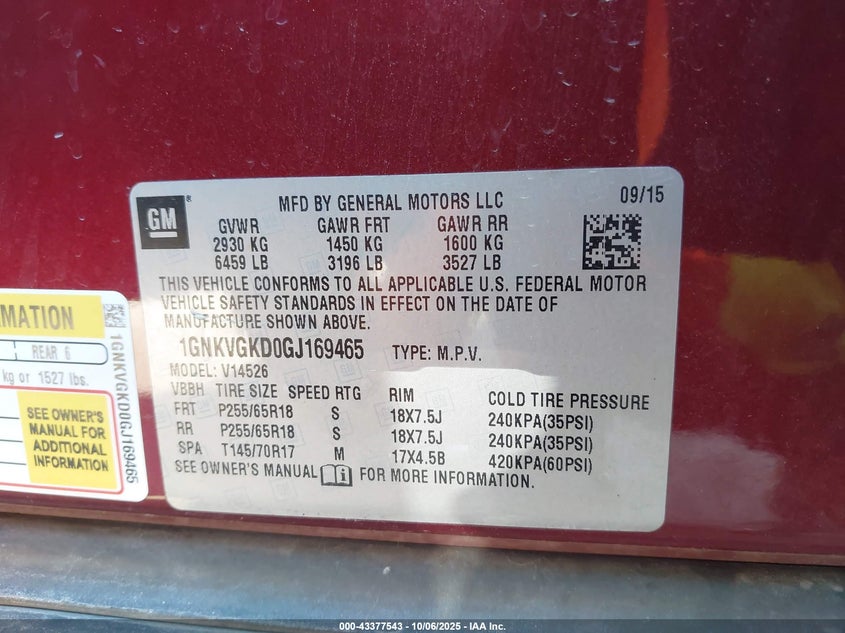 GM
®
MFD BY GENERAL MOTORS LLC
09/15
GVWR GAWR FRT GAWR RR
2930 KG 1450 KG 1600 KG
6459 LB 3196 LB 3527 LB
THIS VEHICLE CONFORMS TO ALL APPLICABLE U.S. FEDERAL MOTOR
VEHICLE SAFETY STANDARDS IN EFFECT ON THE DATE OF
MANUFACTURE SHOWN ABOVE.
1GNKVGKD0GJ169465 TYPE: M.P.V.
MODEL: V14526
VBBH TIRE SIZE SPEED RTG RIM COLD TIRE PRESSURE
FRT P255/65R18 S 18X7.5J 240KPA(35PSI)
RR P255/65R18 S 18X7.5J 240KPA(35PSI)
SPA T145/70R17 M 17X4.5B 420KPA(60PSI)
SEE OWNER'S MANUAL i FOR MORE INFORMATION.
RMATION
REAR 6
kg or 1527 lbs.
SEE OWNER'S
MANUAL FOR
ADDITIONAL
INFORMATION
1GNKVGKD0GJ169465
000-43377543 - 10/06/2025 - IAA Inc.